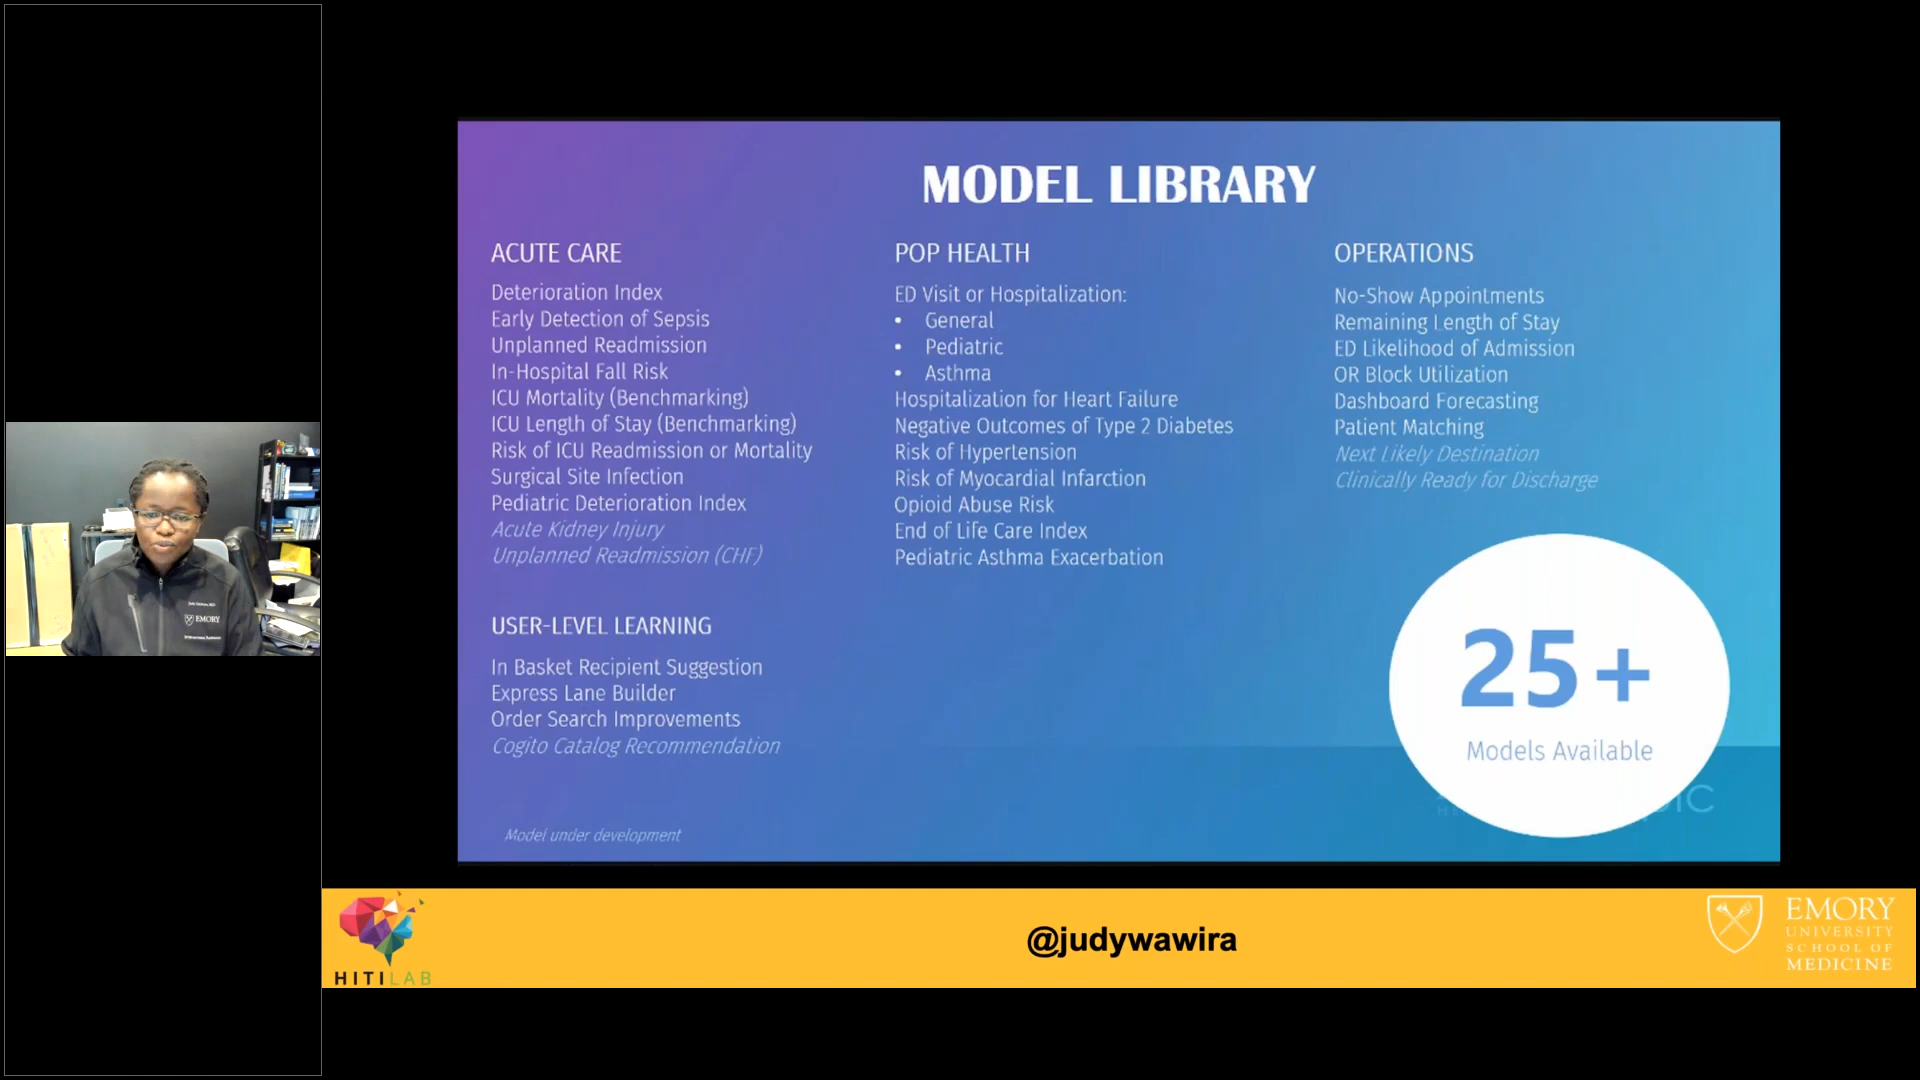 MODEL LIBRARY
ACUTE CARE
Deterioration Index
Early Detection of Sepsis
Unplanned Readmission
In-Hospital Fall Risk
ICU Mortality (Benchmarking)
ICU Length of Stay (Benchmarking)
Risk of ICU Readmission or Mortality
Surgical Site Infection
Pediatric Deterioration Index
Acute Kidney Injury
Unplanned Readmission (CHF)
USER-LEVEL LEARNING
In Basket Recipient Suggestion
Express Lane Builder
Order Search Improvements
Cogito Catalog Recommendation
Model under development
POP HEALTH
ED Visit or Hospitalization:
• General
• Pediatric
• Asthma
Hospitalization for Heart Failure
Negative Outcomes of Type 2 Diabetes
Risk of Hypertension
Risk of Myocardial Infarction
Opioid Abuse Risk
End of Life Care Index
Pediatric Asthma Exacerbation
OPERATIONS
No-Show Appointments
Remaining Length of Stay
ED Likelihood of Admission
OR Block Utilization
Dashboard Forecasting
Patient Matching
Next Likely Destination
Clinically Ready for Discharge
25+
Models Available
EMORY
HITILAB
@judywawira
EMORY
UNIVERSITY
SCHOOL OF
MEDICINE